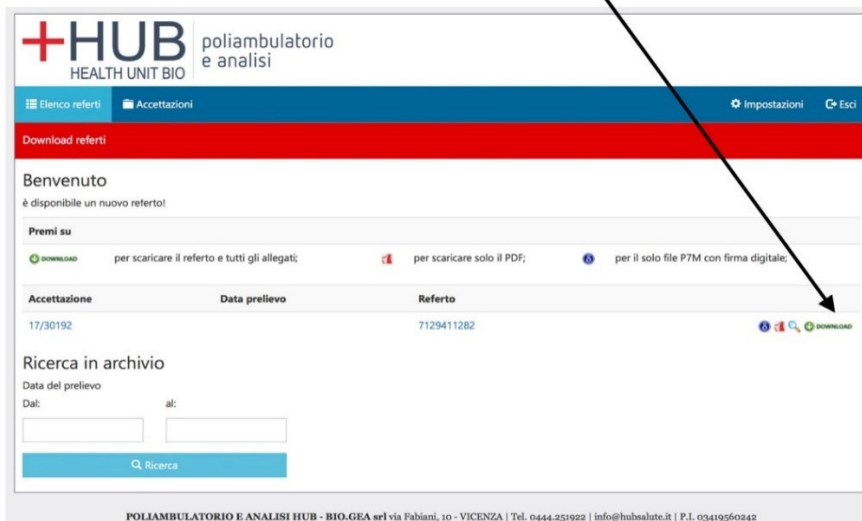 +HUB
HEALTH UNIT BIO
poliambulatorio
e analisi
Elenco referti Accettazioni Impostazioni Esci
Download referti
Benvenuto
è disponibile un nuovo referto!
Premi su
DOWNLOAD per scaricare il referto e tutti gli allegati; per scaricare solo il PDF; per il solo file P7M con firma digitale;
Accettazione Data prelievo Referto
17/30192 7129411282 DOWNLOAD
Ricerca in archivio
Data del prelievo
Dal: al:
Ricerca
POLIAMBULATORIO E ANALISI HUB - BIO.GEA srl via Fabiani, 10 - VICENZA | Tel. 0444.251922 | info@hubsalute.it | P.I. 03419560242